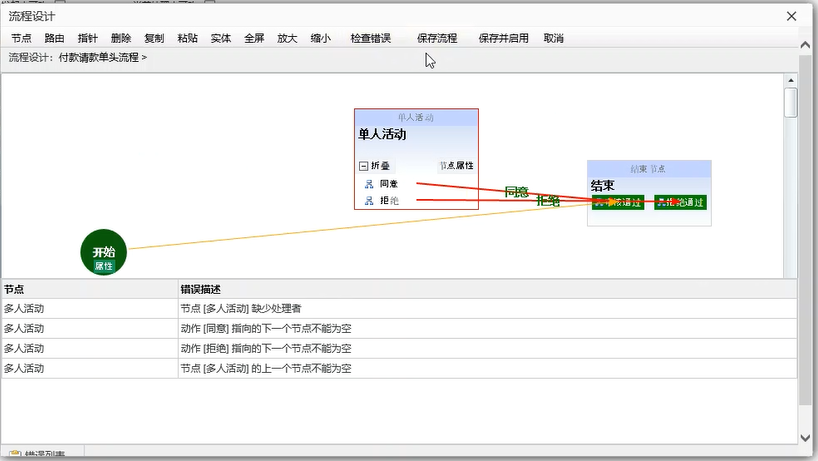 流程设计
节点 路由 指针 删除 复制 粘贴 实体 全屏 放大 缩小 检查错误 保存流程 保存并启用 取消
流程设计: 付款请款单头流程 >
单人活动
单人活动
折叠 节点属性
同意
拒绝
同意
拒绝
结束 节点
结束
核通过 拒绝通过
开始
属性
节点 错误描述
多人活动 节点 [多人活动] 缺少处理者
多人活动 动作 [同意] 指向的下一个节点不能为空
多人活动 动作 [拒绝] 指向的下一个节点不能为空
多人活动 节点 [多人活动] 的上一个节点不能为空
错误列表